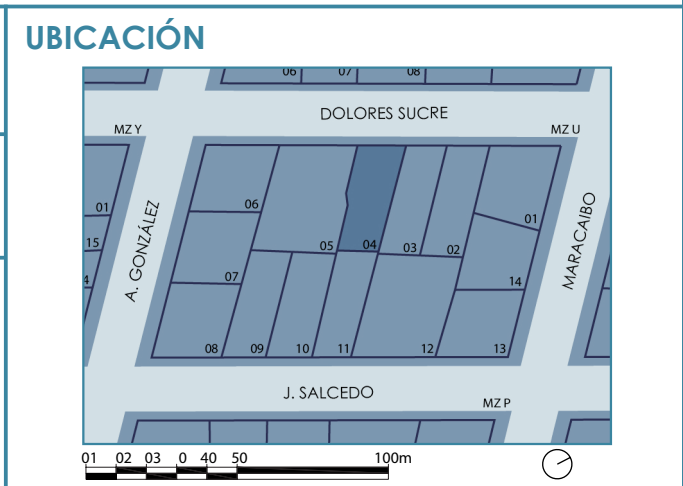 UBICACIÓN
06 07 08
DOLORES SUCRE
MZ Y
MZ U
01
15
4
A. GONZÁLEZ
06
05
04
03
02
01
MARACAIBO
07
14
08
09
10
11
12
13
J. SALCEDO
MZ P
01 02 03 0 40 50 100m